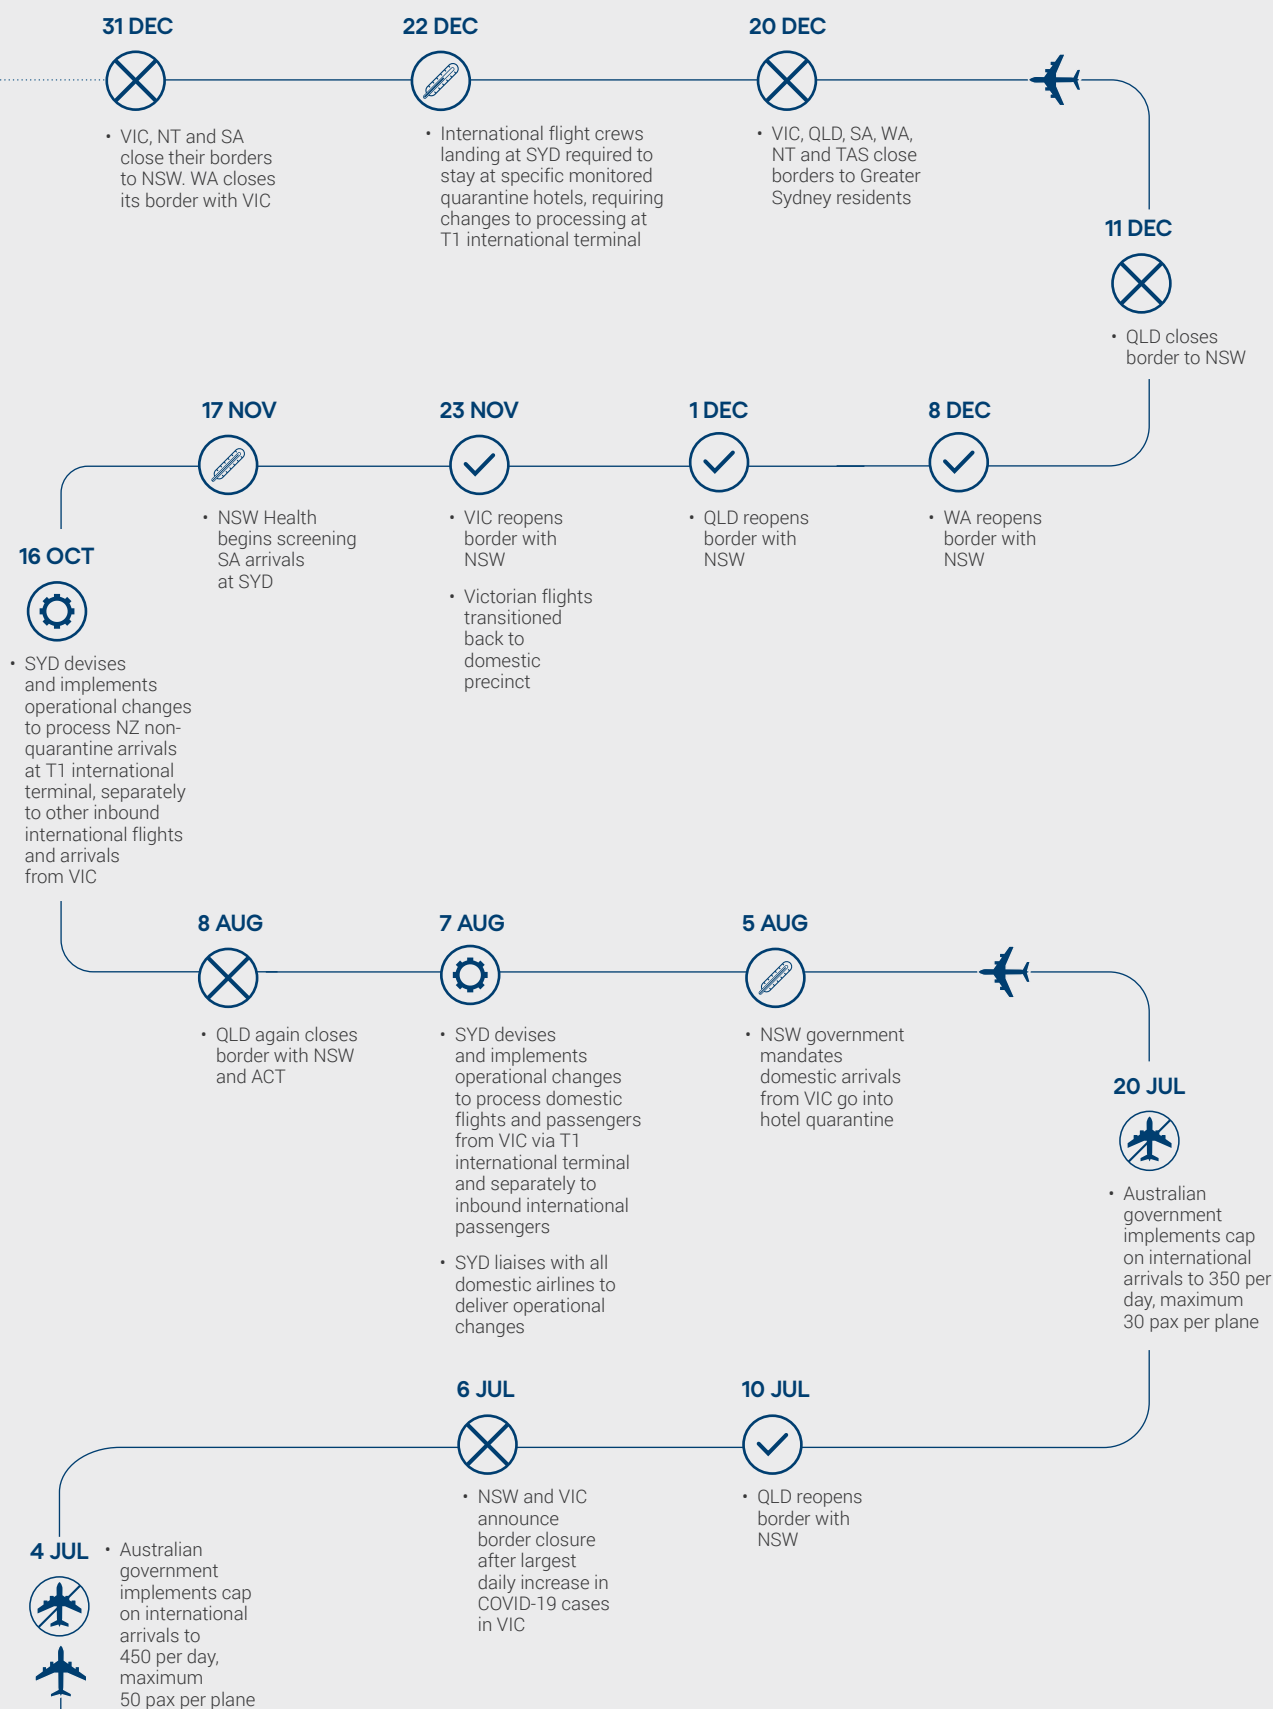 31 DEC
• VIC, NT and SA
close their borders
to NSW. WA closes
its border with VIC
22 DEC
• International flight crews
landing at SYD required to
stay at specific monitored
quarantine hotels, requiring
changes to processing at
T1 international terminal
20 DEC
• VIC, QLD, SA, WA,
NT and TAS close
borders to Greater
Sydney residents
11 DEC
• QLD closes
border to NSW
17 NOV
• NSW Health
begins screening
SA arrivals
at SYD
23 NOV
• VIC reopens
border with
NSW
• Victorian flights
transitioned
back to
domestic
precinct
1 DEC
• QLD reopens
border with
NSW
8 DEC
• WA reopens
border with
NSW
16 OCT
• SYD devises
and implements
operational changes
to process NZ non-
quarantine arrivals
at T1 international
terminal, separately
to other inbound
international flights
and arrivals
from VIC
8 AUG
• QLD again closes
border with NSW
and ACT
7 AUG
• SYD devises
and implements
operational changes
to process domestic
flights and passengers
from VIC via T1
international terminal
and separately to
inbound international
passengers
• SYD liaises with all
domestic airlines to
deliver operational
changes
5 AUG
• NSW government
mandates
domestic arrivals
from VIC go into
hotel quarantine
20 JUL
• Australian
government
implements cap
on international
arrivals to 350 per
day, maximum
30 pax per plane
6 JUL
• NSW and VIC
announce
border closure
after largest
daily increase in
COVID-19 cases
in VIC
10 JUL
• QLD reopens
border with
NSW
4 JUL
• Australian
government
implements cap
on international
arrivals to
450 per day,
maximum
50 pax per plane